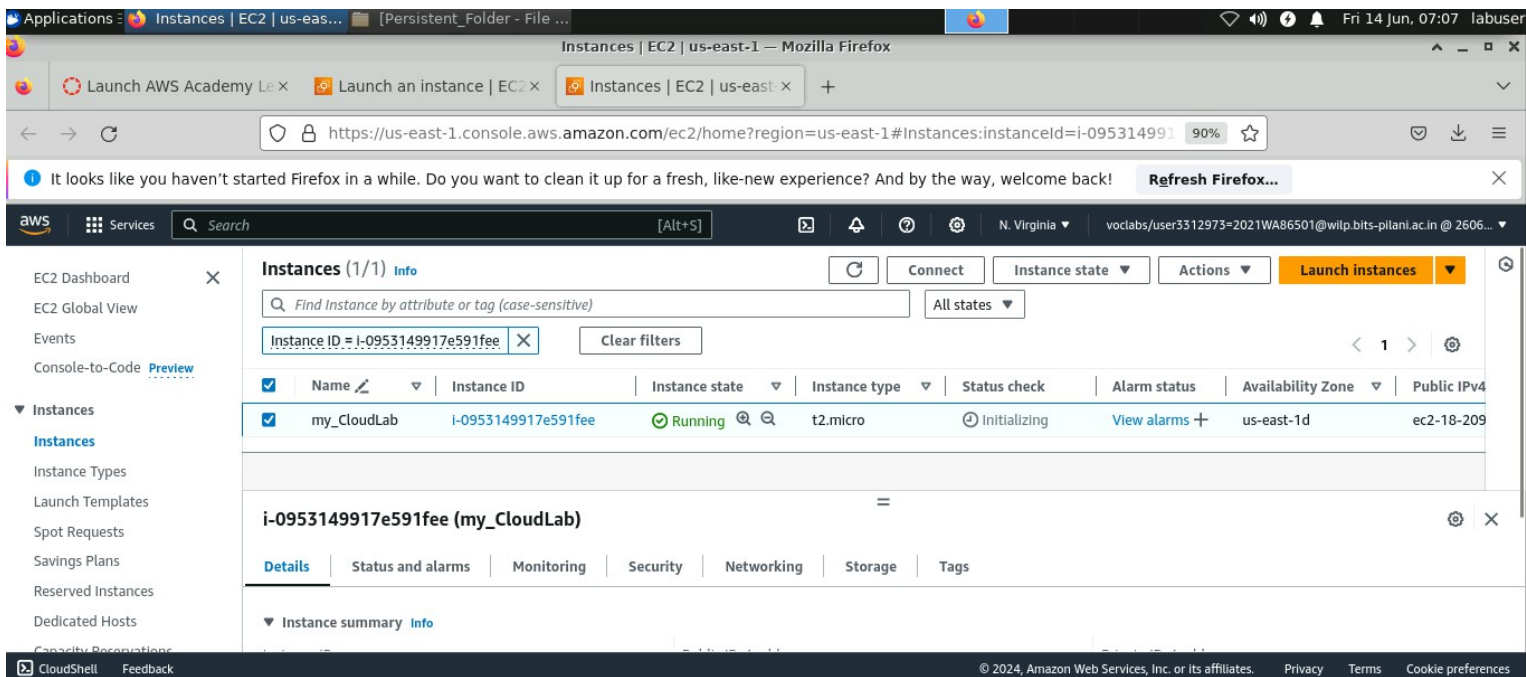 Applications Instances | EC2 | us-eas... [Persistent_Folder - File ... Fri 14 Jun, 07:07 labuser
Instances | EC2 | us-east-1 — Mozilla Firefox
Launch AWS Academy Le Launch an instance | EC2 Instances | EC2 | us-east-
https://us-east-1.console.aws.amazon.com/ec2/home?region=us-east-1#Instances:instanceId=i-095314991 90%
It looks like you haven't started Firefox in a while. Do you want to clean it up for a fresh, like-new experience? And by the way, welcome back! Refresh Firefox...
aws Services Search [Alt+S] N. Virginia voclabs/user3312973=2021WA86501@wilp.bits-pilani.ac.in @ 2606...
EC2 Dashboard
EC2 Global View
Events
Console-to-Code Preview
Instances
Instances
Instance Types
Launch Templates
Spot Requests
Savings Plans
Reserved Instances
Dedicated Hosts
Capacity Reservations
Instances (1/1) Info Connect Instance state Actions Launch instances
Find Instance by attribute or tag (case-sensitive) All states
Instance ID = i-0953149917e591fee Clear filters 1
Name Instance ID Instance state Instance type Status check Alarm status Availability Zone Public IPv4
my_CloudLab i-0953149917e591fee Running t2.micro Initializing View alarms + us-east-1d ec2-18-209
i-0953149917e591fee (my_CloudLab)
Details Status and alarms Monitoring Security Networking Storage Tags
Instance summary Info
CloudShell Feedback © 2024, Amazon Web Services, Inc. or its affiliates. Privacy Terms Cookie preferences